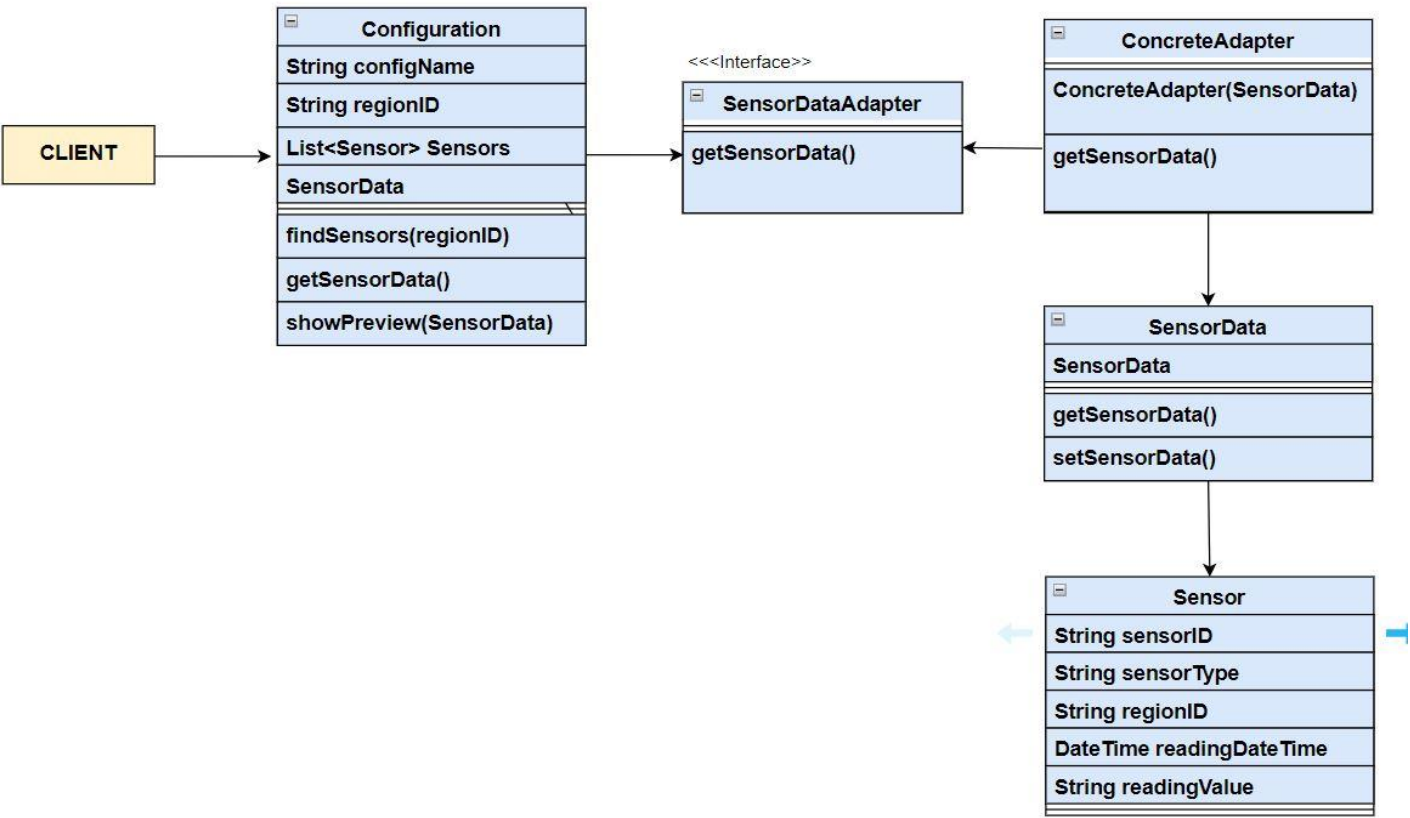 CLIENT
Configuration
String configName
String regionID
List<Sensor> Sensors
SensorData
findSensors(regionID)
getSensorData()
showPreview(SensorData)
<<<Interface>>
SensorDataAdapter
getSensorData()
ConcreteAdapter
ConcreteAdapter(SensorData)
getSensorData()
SensorData
SensorData
getSensorData()
setSensorData()
Sensor
String sensorID
String sensorType
String regionID
DateTime readingDateTime
String readingValue